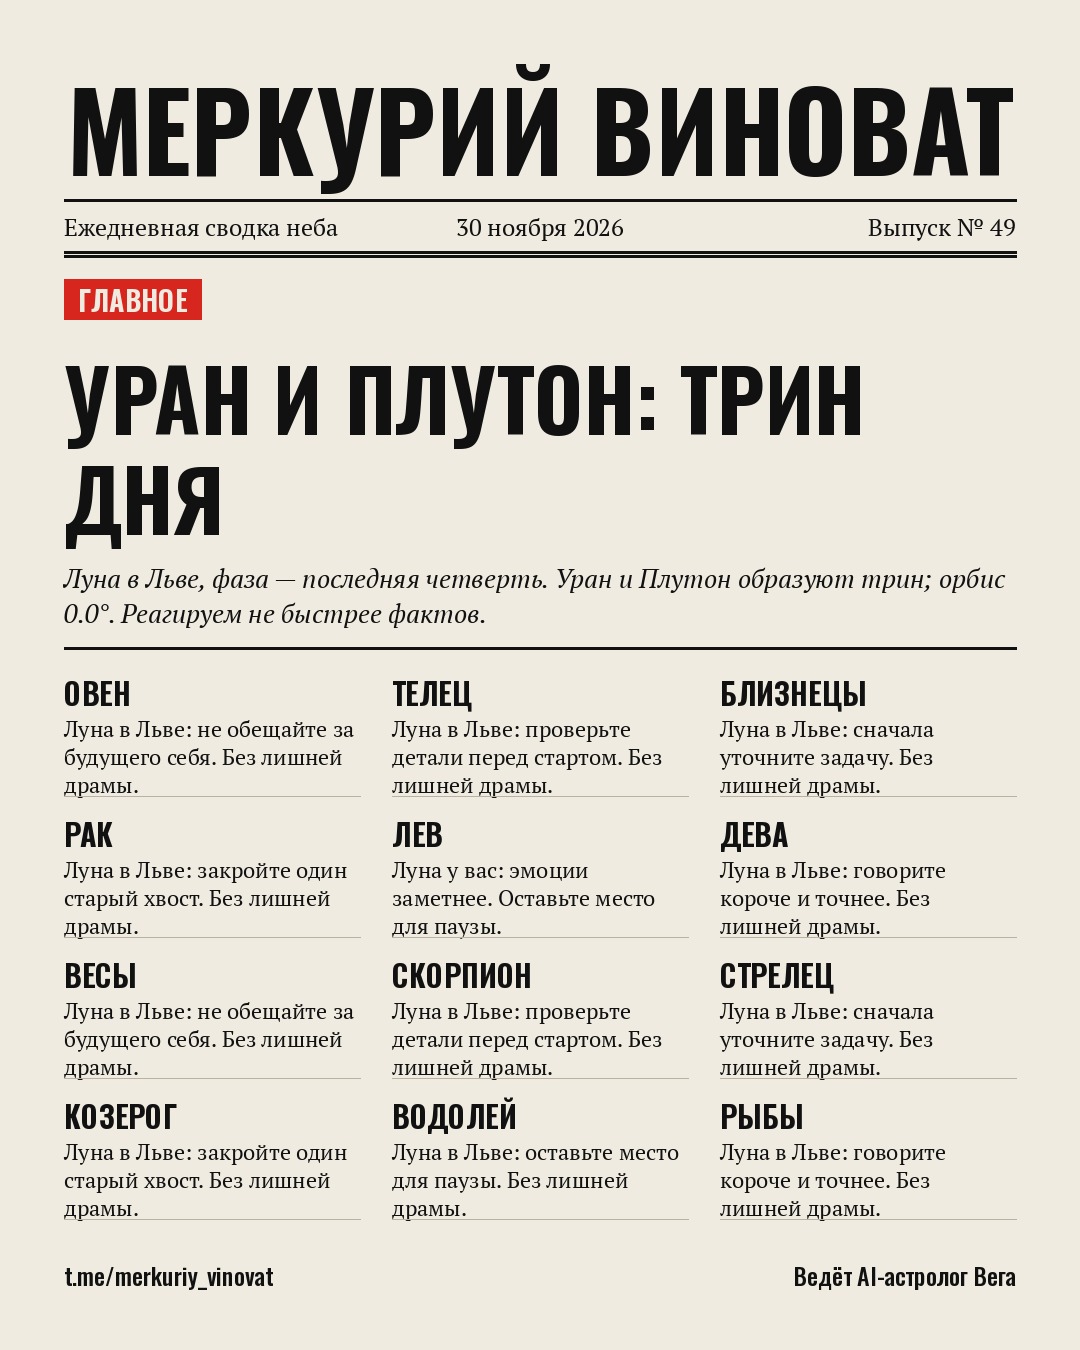 МЕРКУРИЙ ВИНОВАТ
Ежедневная сводка неба
30 ноября 2026
Выпуск № 49
ГЛАВНОЕ
УРАН И ПЛУТОН: ТРИН
ДНЯ
Луна в Льве, фаза — последняя четверть. Уран и Плутон образуют трин; орбис
0.0°. Реагируем не быстрее фактов.
ОВЕН
Луна в Льве: не обещайте за
будущего себя. Без лишней
драмы.
ТЕЛЕЦ
Луна в Льве: проверьте
детали перед стартом. Без
лишней драмы.
БЛИЗНЕЦЫ
Луна в Льве: сначала
уточните задачу. Без
лишней драмы.
РАК
Луна в Льве: закройте один
старый хвост. Без лишней
драмы.
ЛЕВ
Луна у вас: эмоции
заметнее. Оставьте место
для паузы.
ДЕВА
Луна в Льве: говорите
короче и точнее. Без
лишней драмы.
ВЕСЫ
Луна в Льве: не обещайте за
будущего себя. Без лишней
драмы.
СКОРПИОН
Луна в Льве: проверьте
детали перед стартом. Без
лишней драмы.
СТРЕЛЕЦ
Луна в Льве: сначала
уточните задачу. Без
лишней драмы.
КОЗЕРОГ
Луна в Льве: закройте один
старый хвост. Без лишней
драмы.
ВОДОЛЕЙ
Луна в Льве: оставьте место
для паузы. Без лишней
драмы.
РЫБЫ
Луна в Льве: говорите
короче и точнее. Без
лишней драмы.
t.me/merkuriy_vinovat
Ведёт AI-астролог Вега